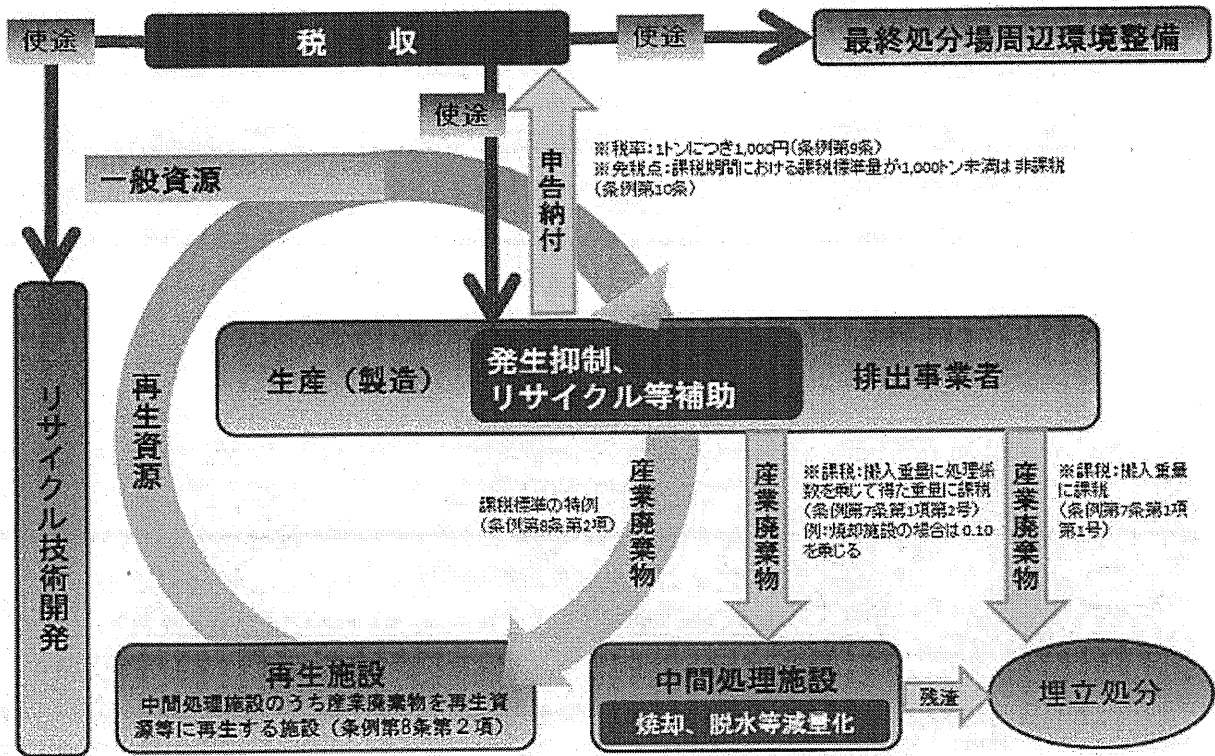 使途
税 収
使途
最終処分場周辺環境整備
使途
申告納付
※税率：1トンにつき1,000円（条例第9条）
※免税点：課税期間における課税標準量が1,000トン未満は非課税
（条例第10条）
一般資源
生産（製造）
発生抑制、
リサイクル等補助
排出事業者
リサイクル技術開発
再生資源
課税標準の特例
（条例第8条第2項）
産業廃棄物
産業廃棄物
※課税：搬入重量に処理係
数を乗じて得た重量に課税
（条例第7条第1項第2号）
例：焼却施設の場合は0.10
を乗じる
産業廃棄物
※課税：搬入重量
に課税
（条例第7条第1項
第1号）
再生施設
中間処理施設のうち産業廃棄物を再生資
源等に再生する施設（条例第8条第２項）
中間処理施設
焼却、脱水等減量化
残渣
埋立処分